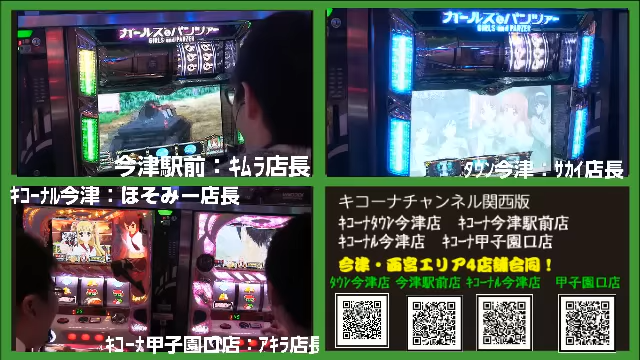 ガールズ&パンツァー
GIRLS und PANZER
今津駅前：ｷﾑﾗ店長
ガールズ&パンツァー
GIRLS und PANZER
ﾀｳﾝ今津：ｻｶｲ店長
ｷｺｰﾅﾙ今津：ほそみー店長
ｷｺｰﾅ甲子園口店：ｱｷﾗ店長
キコーナチャンネル関西版
ｷｺｰﾅﾀｳﾝ今津店 ｷｺｰﾅ今津駅前店
ｷｺｰﾅﾙ今津店 ｷｺｰﾅ甲子園口店
今津・西宮エリア4店舗合同！
ﾀｳﾝ今津店 今津駅前店 ｷｺｰﾅﾙ今津店 甲子園口店